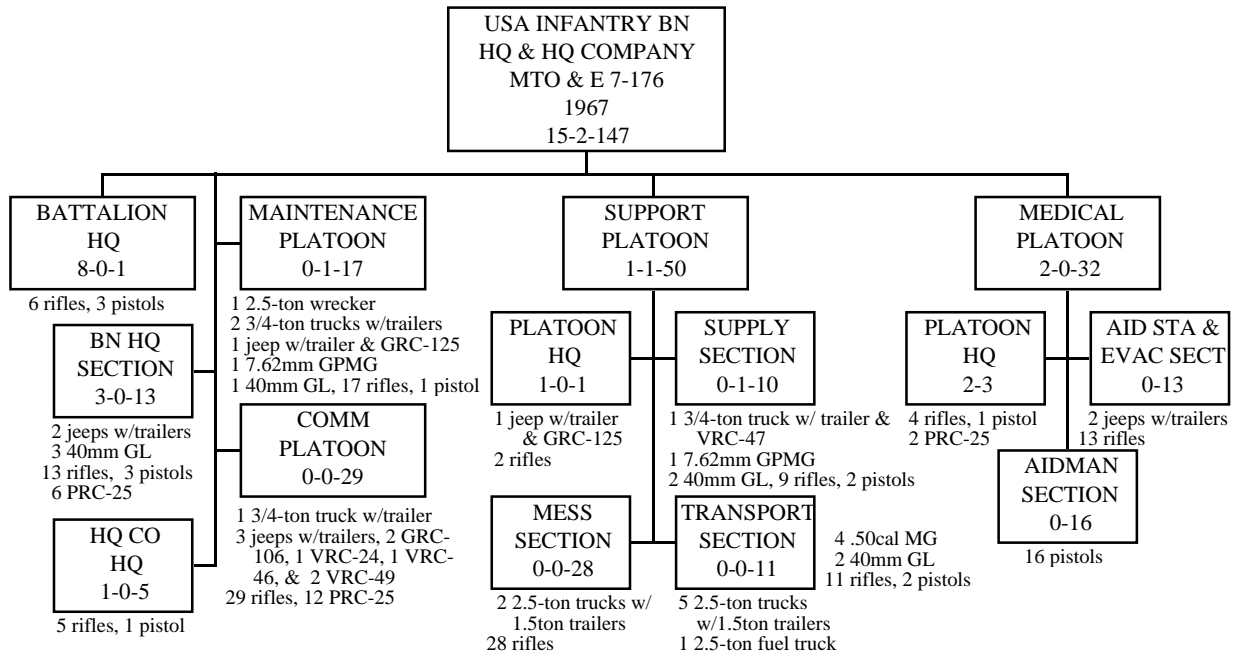 USA INFANTRY BN
HQ & HQ COMPANY
MTO & E 7-176
1967
15-2-147
BATTALION
HQ
8-0-1
6 rifles, 3 pistols
BN HQ
SECTION
3-0-13
2 jeeps w/trailers
3 40mm GL
13 rifles, 3 pistols
6 PRC-25
HQ CO
HQ
1-0-5
5 rifles, 1 pistol
MAINTENANCE
PLATOON
0-1-17
1 2.5-ton wrecker
2 3/4-ton trucks w/trailers
1 jeep w/trailer & GRC-125
1 7.62mm GPMG
1 40mm GL, 17 rifles, 1 pistol
COMM
PLATOON
0-0-29
1 3/4-ton truck w/trailer
3 jeeps w/trailers, 2 GRC-
106, 1 VRC-24, 1 VRC-
46, & 2 VRC-49
29 rifles, 12 PRC-25
SUPPORT
PLATOON
1-1-50
PLATOON
HQ
1-0-1
1 jeep w/trailer
& GRC-125
2 rifles
SUPPLY
SECTION
0-1-10
1 3/4-ton truck w/ trailer &
VRC-47
1 7.62mm GPMG
2 40mm GL, 9 rifles, 2 pistols
MESS
SECTION
0-0-28
2 2.5-ton trucks w/
1.5ton trailers
28 rifles
TRANSPORT
SECTION
0-0-11
5 2.5-ton trucks
w/1.5ton trailers
1 2.5-ton fuel truck
4 .50cal MG
2 40mm GL
11 rifles, 2 pistols
MEDICAL
PLATOON
2-0-32
PLATOON
HQ
2-3
4 rifles, 1 pistol
2 PRC-25
AID STA &
EVAC SECT
0-13
2 jeeps w/trailers
13 rifles
AIDMAN
SECTION
0-16
16 pistols